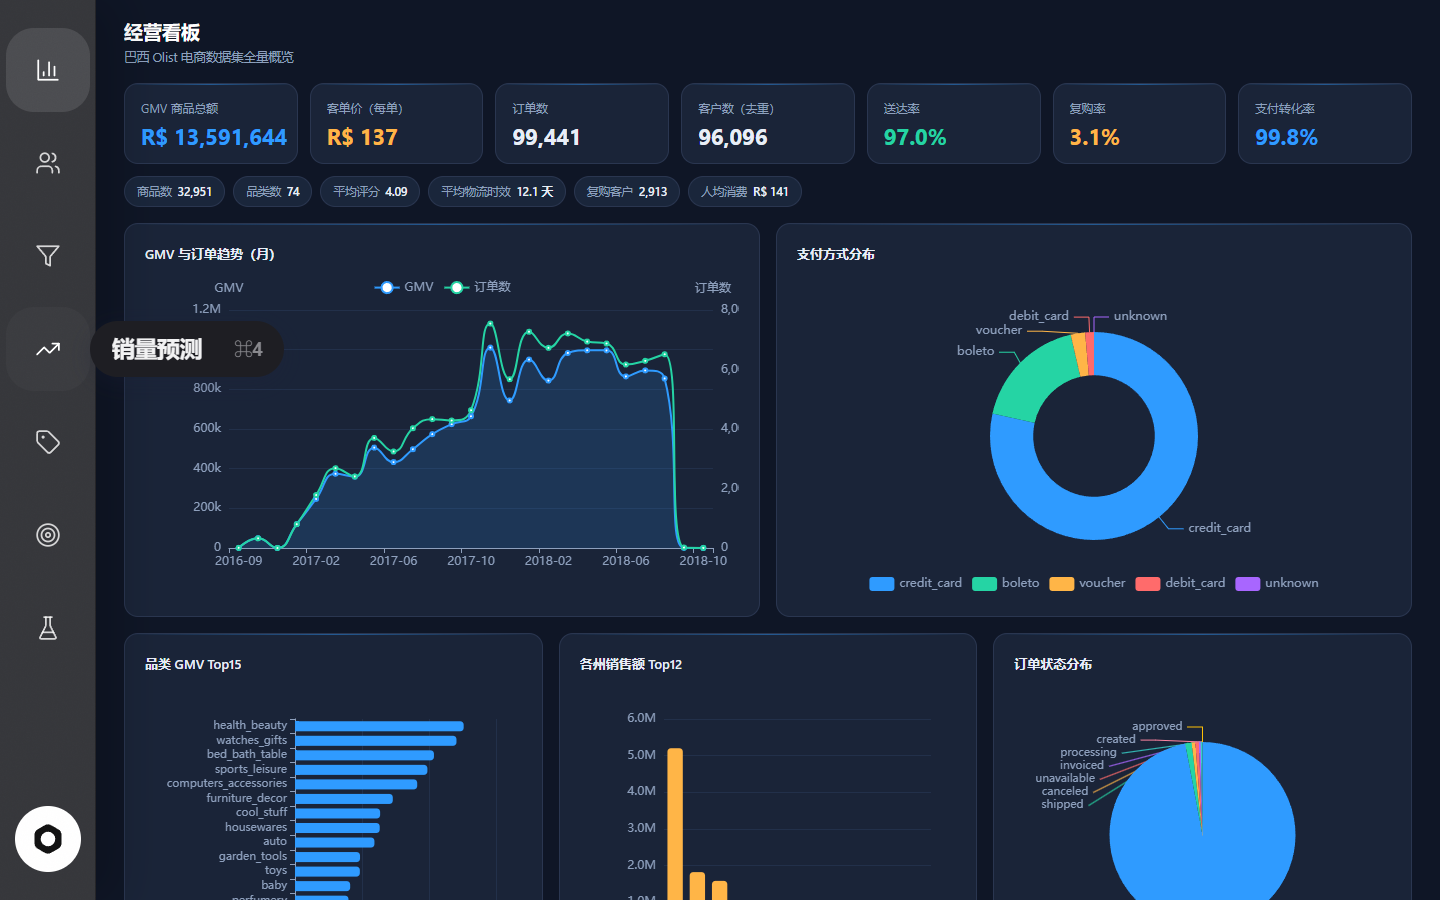 经营看板
巴西 Olist 电商数据集全量概览
GMV 商品总额
R$ 13,591,644
客单价（每单）
R$ 137
订单数
99,441
客户数（去重）
96,096
送达率
97.0%
复购率
3.1%
支付转化率
99.8%
商品数 32,951
品类数 74
平均评分 4.09
平均物流时效 12.1 天
复购客户 2,913
人均消费 R$ 141
GMV 与订单趋势（月）
GMV
GMV
订单数
订单数
1.2M
800k
600k
400k
200k
0
8,0
6,0
4,0
2,0
0
2016-09
2017-02
2017-06
2017-10
2018-02
2018-06
2018-10
销量预测 ⌘4
支付方式分布
debit_card
unknown
voucher
boleto
credit_card
credit_card
boleto
voucher
debit_card
unknown
品类 GMV Top15
health_beauty
watches_gifts
bed_bath_table
sports_leisure
computers_accessories
furniture_decor
cool_stuff
housewares
auto
garden_tools
toys
baby
perfumery
各州销售额 Top12
6.0M
5.0M
4.0M
3.0M
2.0M
1.0M
订单状态分布
approved
created
processing
invoiced
unavailable
canceled
shipped